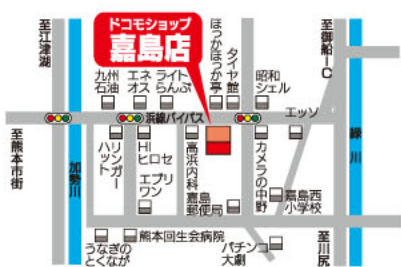 ドコモショップ
嘉島店
至江津湖
九州
石油
エネ
オス
ライト
らんぷ
ほっかほっか亭
タイヤ館
昭和
シェル
至御船IC
エッソ
浜線バイパス
至熊本市街
加勢川
リンガー
ハット
HI
ヒロセ
エブリ
ワン
高浜内科
嘉島
郵便局
カメラの
中野
嘉島西
小学校
緑川
うなぎの
とくなが
熊本回生会病院
パチンコ
大劇
至川尻